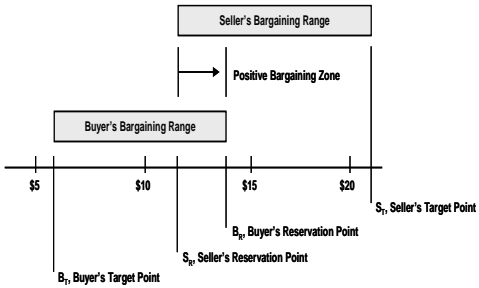 Seller's Bargaining Range
Positive Bargaining Zone
Buyer's Bargaining Range
$5 $10 $15 $20
S_T, Seller's Target Point
B_R, Buyer's Reservation Point
S_R, Seller's Reservation Point
B_T, Buyer's Target Point